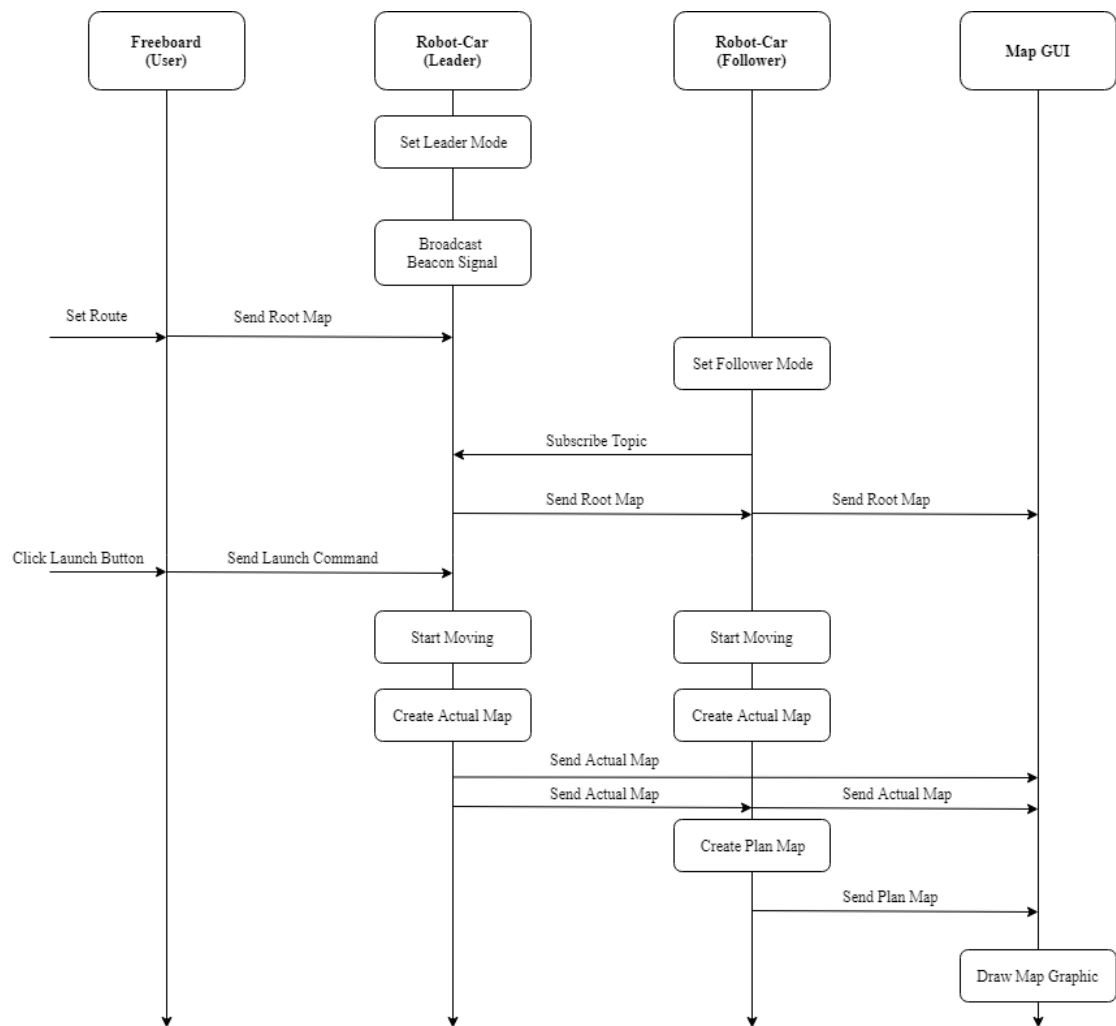 Freeboard
(User)
Robot-Car
(Leader)
Robot-Car
(Follower)
Map GUI
Set Leader Mode
Broadcast
Beacon Signal
Set Route
Send Root Map
Set Follower Mode
Subscribe Topic
Send Root Map
Send Root Map
Click Launch Button
Send Launch Command
Start Moving
Start Moving
Create Actual Map
Create Actual Map
Send Actual Map
Send Actual Map
Send Actual Map
Create Plan Map
Send Plan Map
Draw Map Graphic